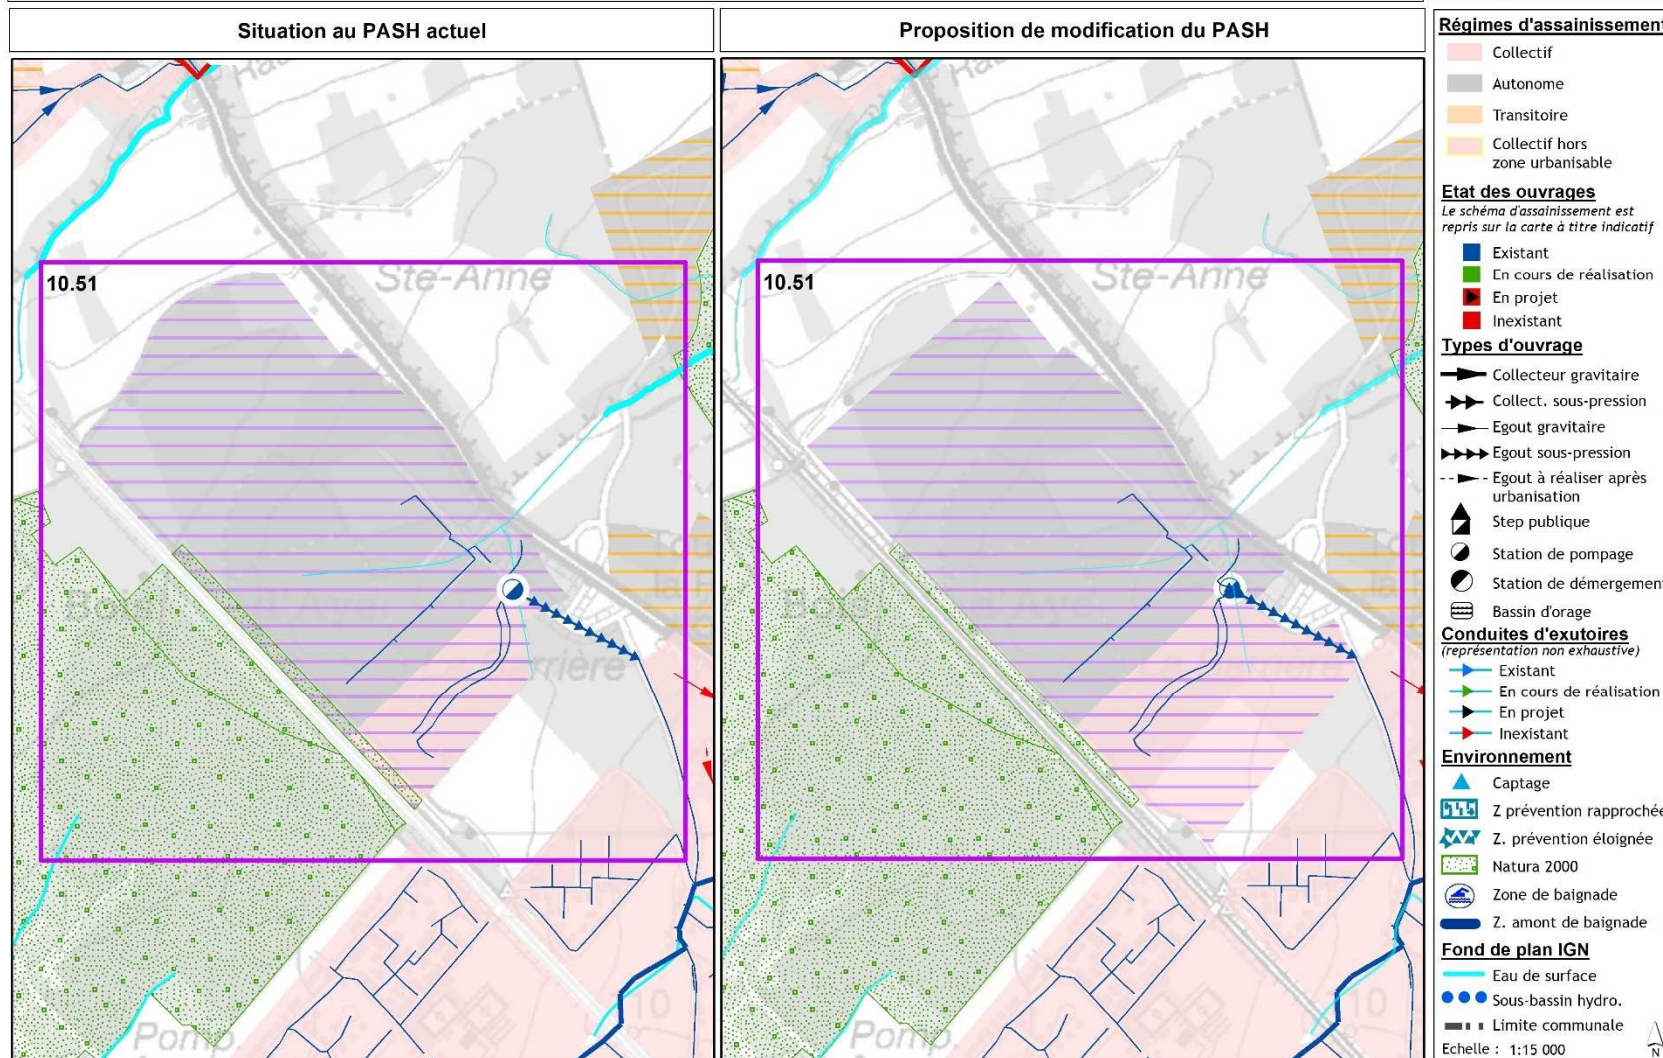 Situation au PASH actuel
Proposition de modification du PASH
10.51
Ste-Anne
rrière
Pomp.
10
10.51
Ste-Anne
Pomp.
10
Régimes d'assainissement
Collectif
Autonome
Transitoire
Collectif hors
zone urbanisable
Etat des ouvrages
Le schéma d'assainissement est
repris sur la carte à titre indicatif
Existant
En cours de réalisation
En projet
Inexistant
Types d'ouvrage
Collecteur gravitaire
Collect. sous-pression
Egout gravitaire
Egout sous-pression
Egout à réaliser après
urbanisation
Step publique
Station de pompage
Station de démergement
Bassin d'orage
Conduites d'exutoires
(représentation non exhaustive)
Existant
En cours de réalisation
En projet
Inexistant
Environnement
Captage
Z prévention rapprochée
Z. prévention éloignée
Natura 2000
Zone de baignade
Z. amont de baignade
Fond de plan IGN
Eau de surface
Sous-bassin hydro.
Limite communale
Echelle : 1:15 000
N